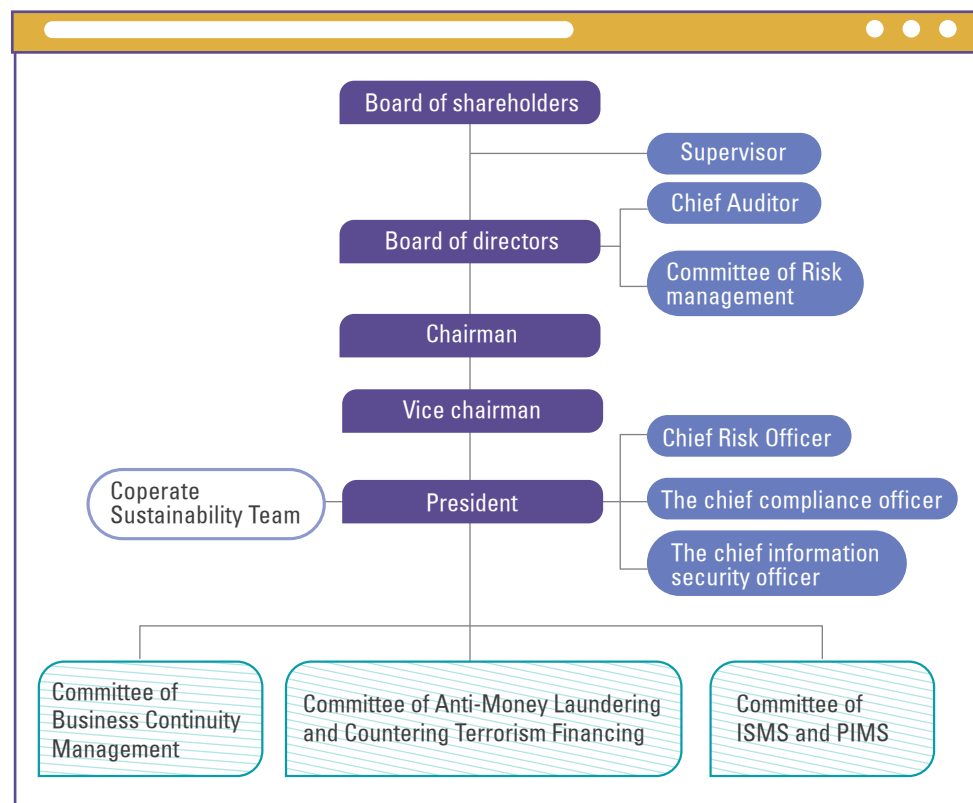 Board of shareholders
Supervisor
Chief Auditor
Board of directors
Committee of Risk
management
Chairman
Vice chairman
Chief Risk Officer
Coperate
Sustainability Team
President
The chief compliance officer
The chief information
security officer
Committee of
Business Continuity
Management
Committee of Anti-Money Laundering
and Countering Terrorism Financing
Committee of
ISMS and PIMS